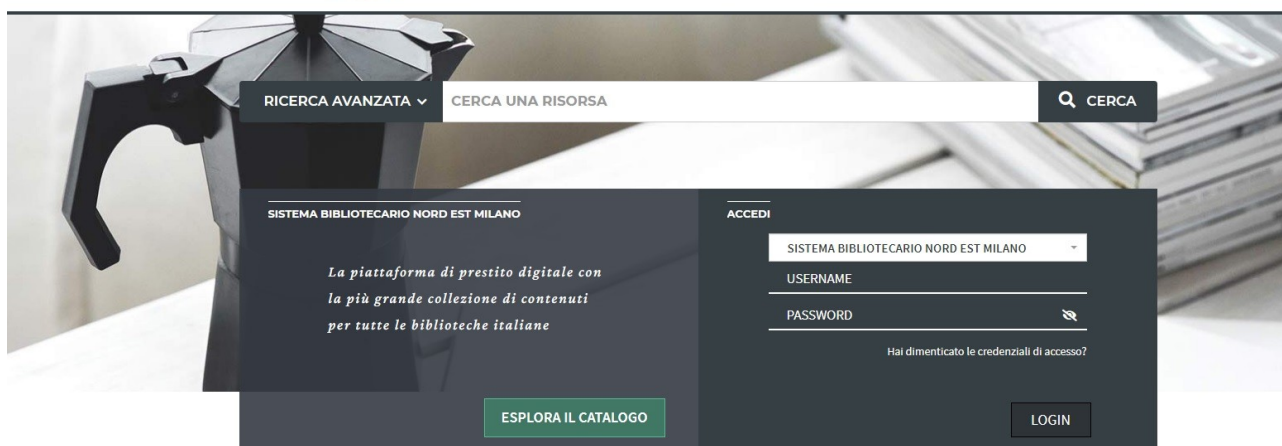 RICERCA AVANZATA
CERCA UNA RISORSA
CERCA
SISTEMA BIBLIOTECARIO NORD EST MILANO
La piattaforma di prestito digitale con
la più grande collezione di contenuti
per tutte le biblioteche italiane
ESPLORA IL CATALOGO
ACCEDI
SISTEMA BIBLIOTECARIO NORD EST MILANO
USERNAME
PASSWORD
Hai dimenticato le credenziali di accesso?
LOGIN